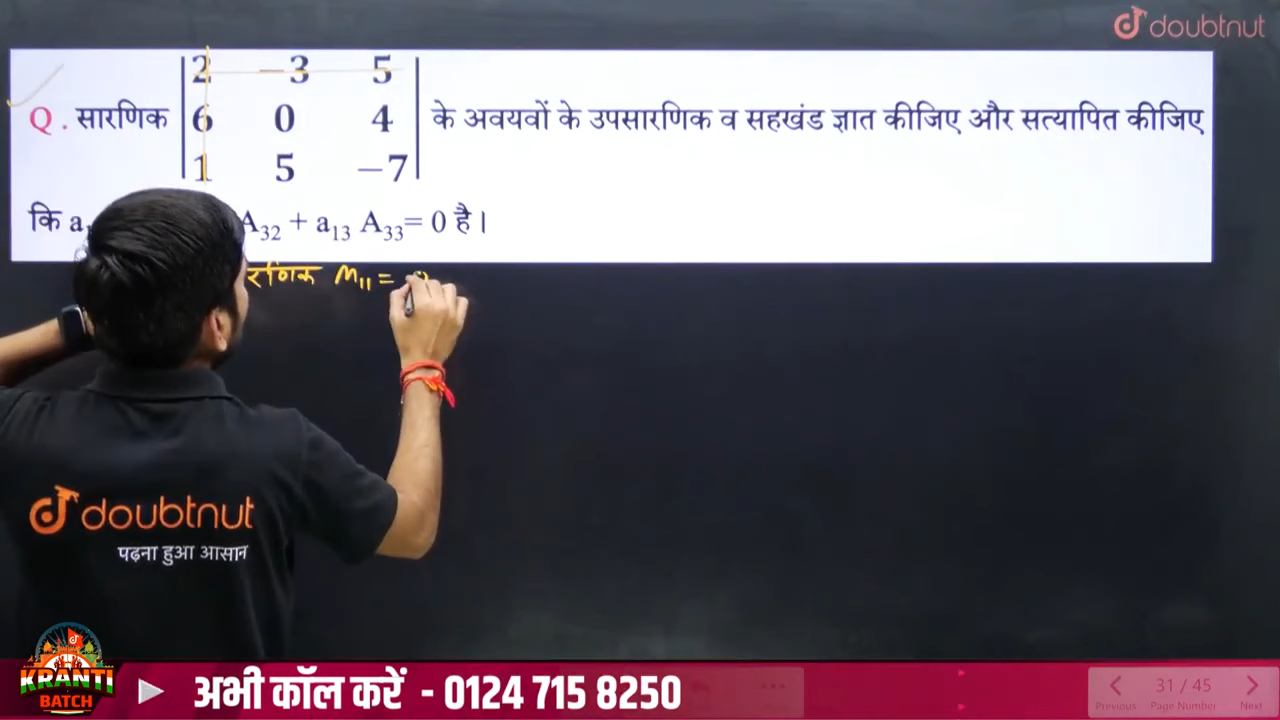 doubtnut
Q. सारणिक
2 -3 5
6 0 4
1 5 -7
के अवयवों के उपसारणिक व सहखंड ज्ञात कीजिए और सत्यापित कीजिए
कि a A₃₂ + a₁₃ A₃₃= 0 है।
रणिक M₁₁ =
doubtnut
पढ़ना हुआ आसान
KRANTI
BATCH
अभी कॉल करें - 0124 715 8250
31 / 45
Previous Page Number Next